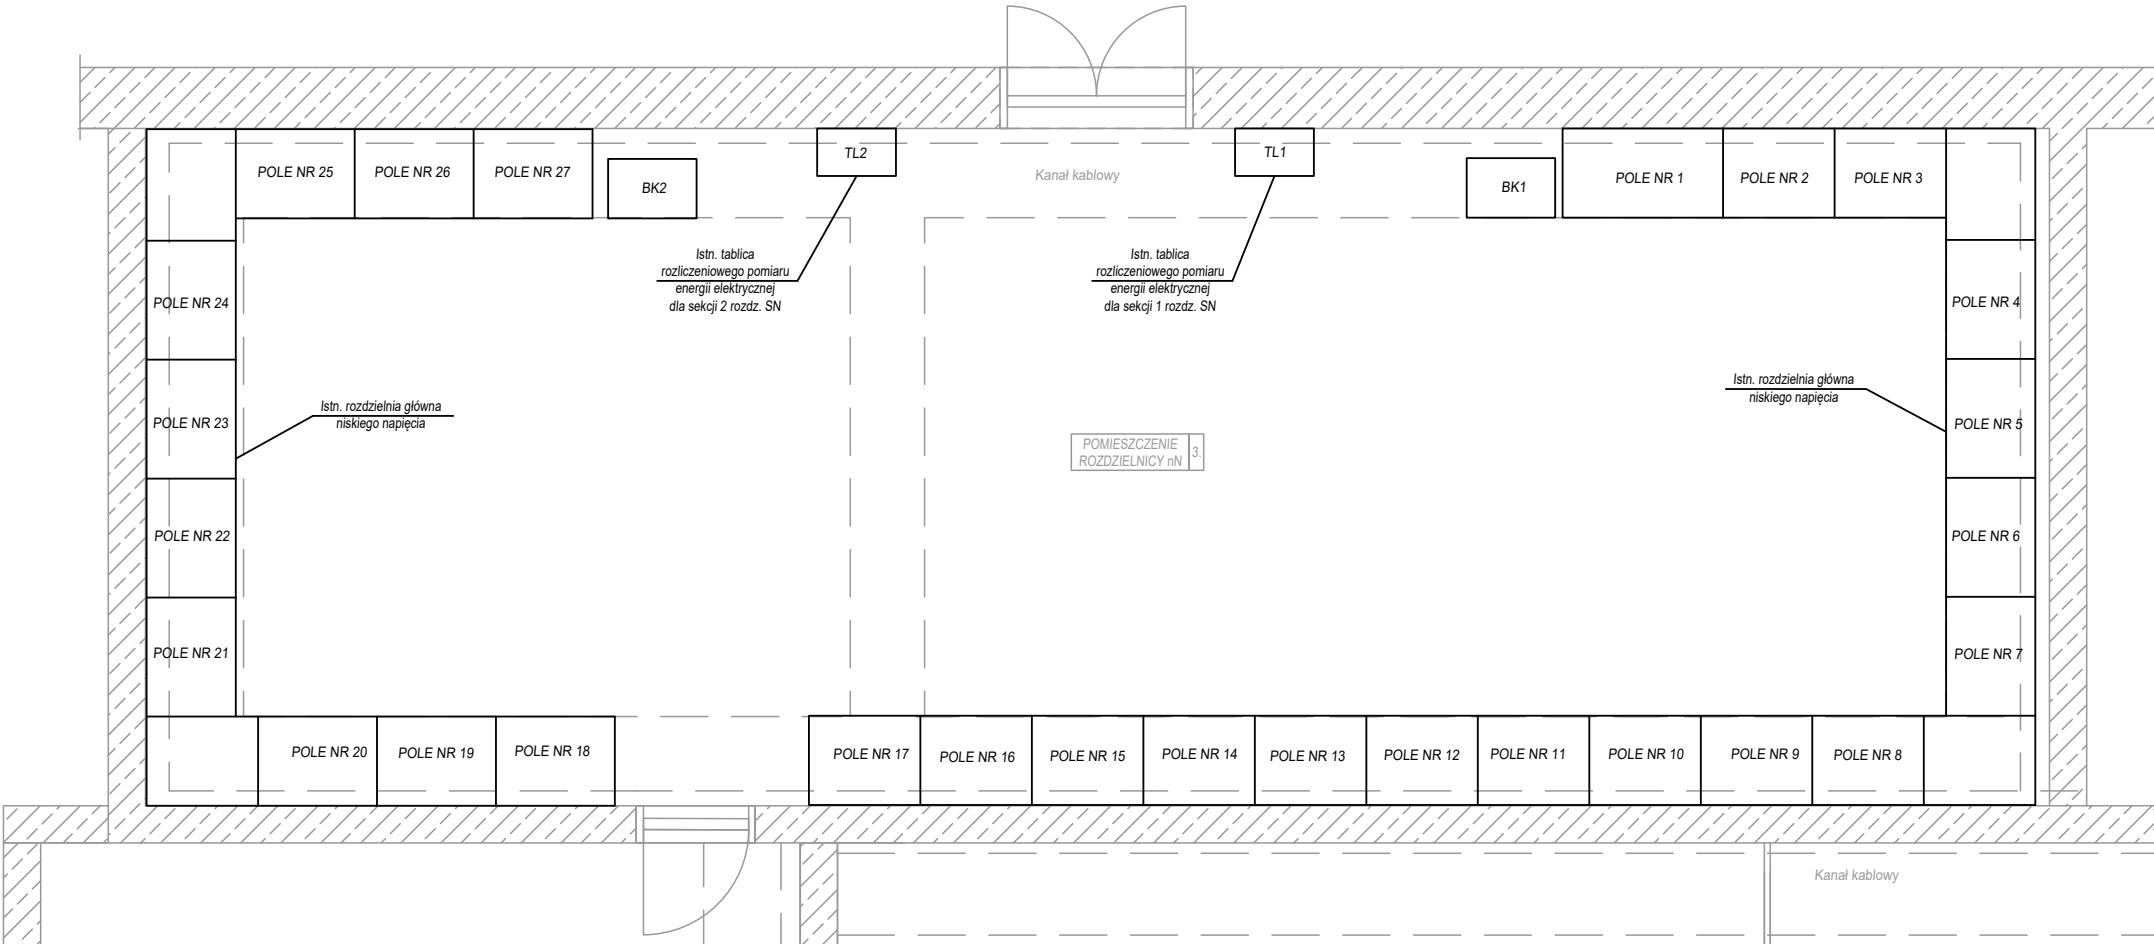 POLE NR 25
POLE NR 26
POLE NR 27
BK2
TL2
Kanał kablowy
TL1
BK1
POLE NR 1
POLE NR 2
POLE NR 3
Istn. tablica
rozliczeniowego pomiaru
energii elektrycznej
dla sekcji 2 rozdz. SN
Istn. tablica
rozliczeniowego pomiaru
energii elektrycznej
dla sekcji 1 rozdz. SN
POLE NR 24
POLE NR 4
Istn. rozdzielnia główna
niskiego napięcia
Istn. rozdzielnia główna
niskiego napięcia
POLE NR 23
POLE NR 5
POMIESZCZENIE
ROZDZIELNICY nN
3.
POLE NR 22
POLE NR 6
POLE NR 21
POLE NR 7
POLE NR 20
POLE NR 19
POLE NR 18
POLE NR 17
POLE NR 16
POLE NR 15
POLE NR 14
POLE NR 13
POLE NR 12
POLE NR 11
POLE NR 10
POLE NR 9
POLE NR 8
Kanał kablowy